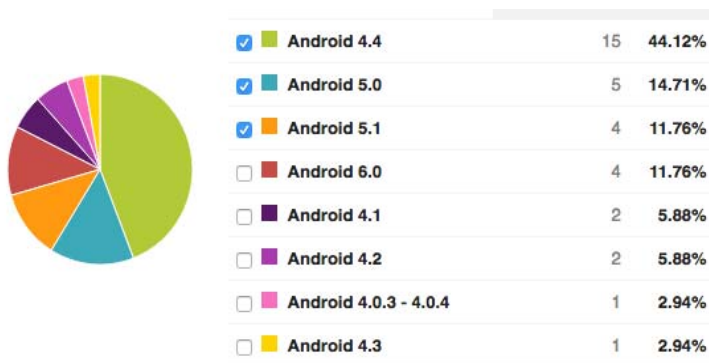 Android 4.4 15 44.12%
Android 5.0 5 14.71%
Android 5.1 4 11.76%
Android 6.0 4 11.76%
Android 4.1 2 5.88%
Android 4.2 2 5.88%
Android 4.0.3 - 4.0.4 1 2.94%
Android 4.3 1 2.94%